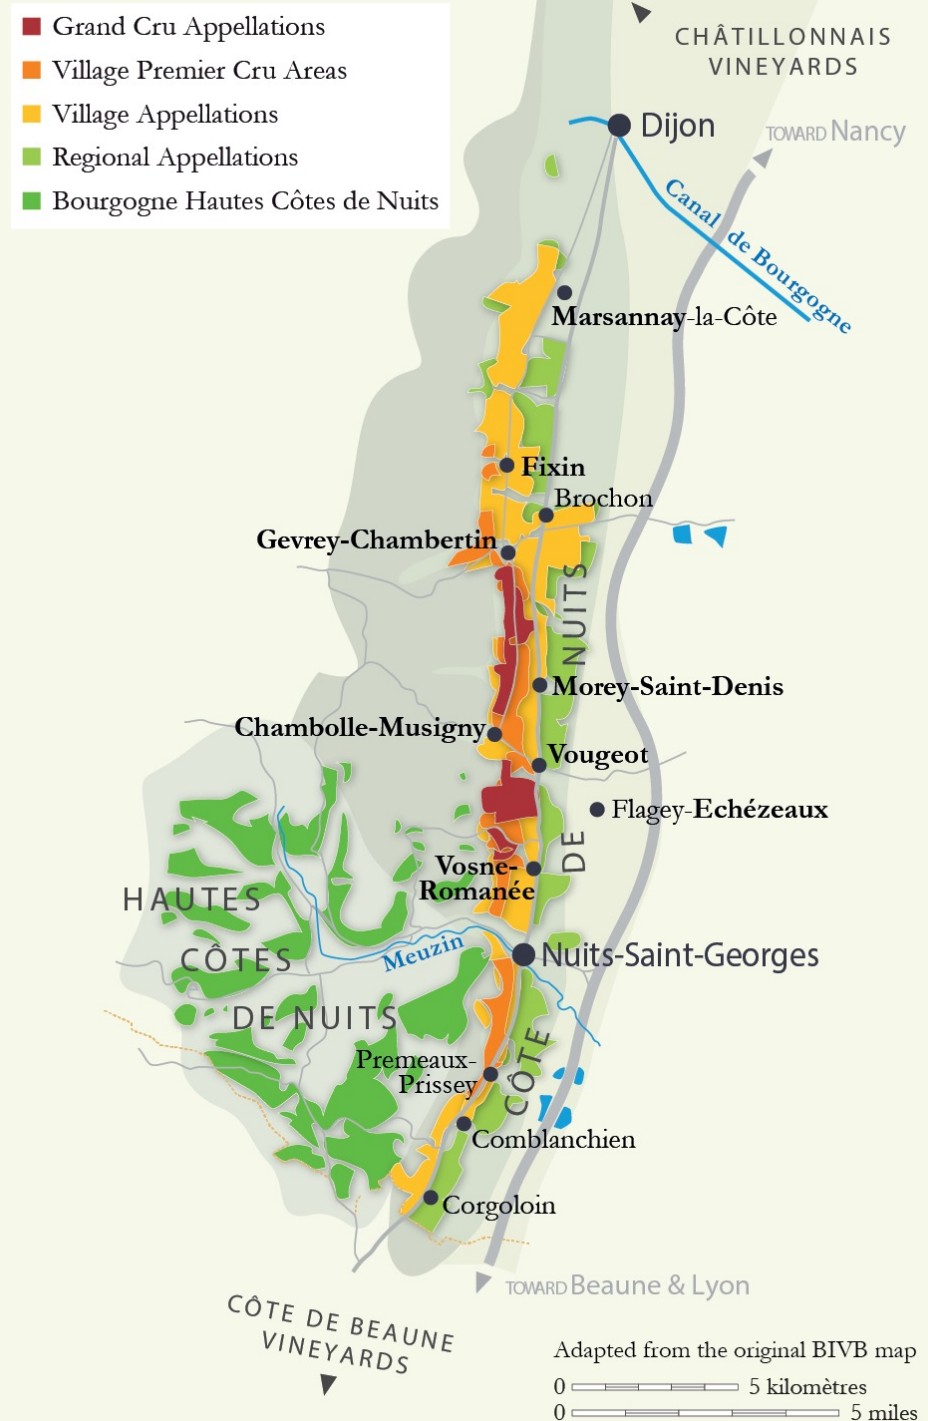 Grand Cru Appellations
Village Premier Cru Areas
Village Appellations
Regional Appellations
Bourgogne Hautes Côtes de Nuits
CHÂTILLONNAIS
VINEYARDS
Dijon
TOWARD Nancy
Canal de Bourgogne
Marsannay-la-Côte
Fixin
Brochon
Gevrey-Chambertin
NUITS
Morey-Saint-Denis
Chambolle-Musigny
Vougeot
Flagey-Echézeaux
DE
Vosne-
Romanée
HAUTES
CÔTES
DE NUITS
Meuzin
Nuits-Saint-Georges
CÔTE
Premeaux-
Prissey
Comblanchien
Corgoloin
TOWARD Beaune & Lyon
CÔTE DE BEAUNE
VINEYARDS
Adapted from the original BIVB map
0 5 kilomètres
0 5 miles